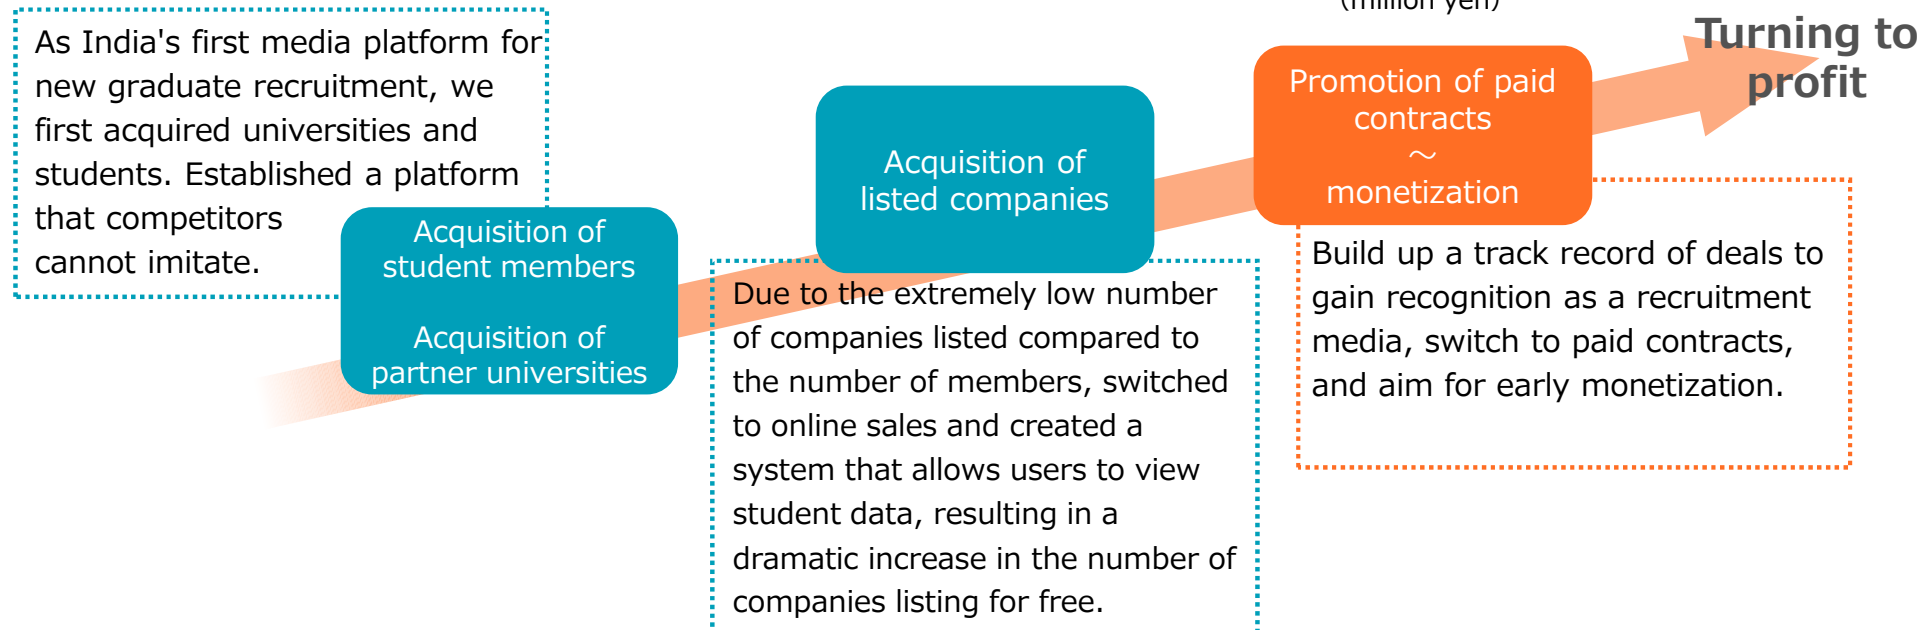 (million yen)
Turning to
profit
As India's first media platform for
new graduate recruitment, we
first acquired universities and
students. Established a platform
that competitors
cannot imitate.
Acquisition of
student members
Acquisition of
partner universities
Acquisition of
listed companies
Due to the extremely low number
of companies listed compared to
the number of members, switched
to online sales and created a
system that allows users to view
student data, resulting in a
dramatic increase in the number of
companies listing for free.
Promotion of paid
contracts
～
monetization
Build up a track record of deals to
gain recognition as a recruitment
media, switch to paid contracts,
and aim for early monetization.